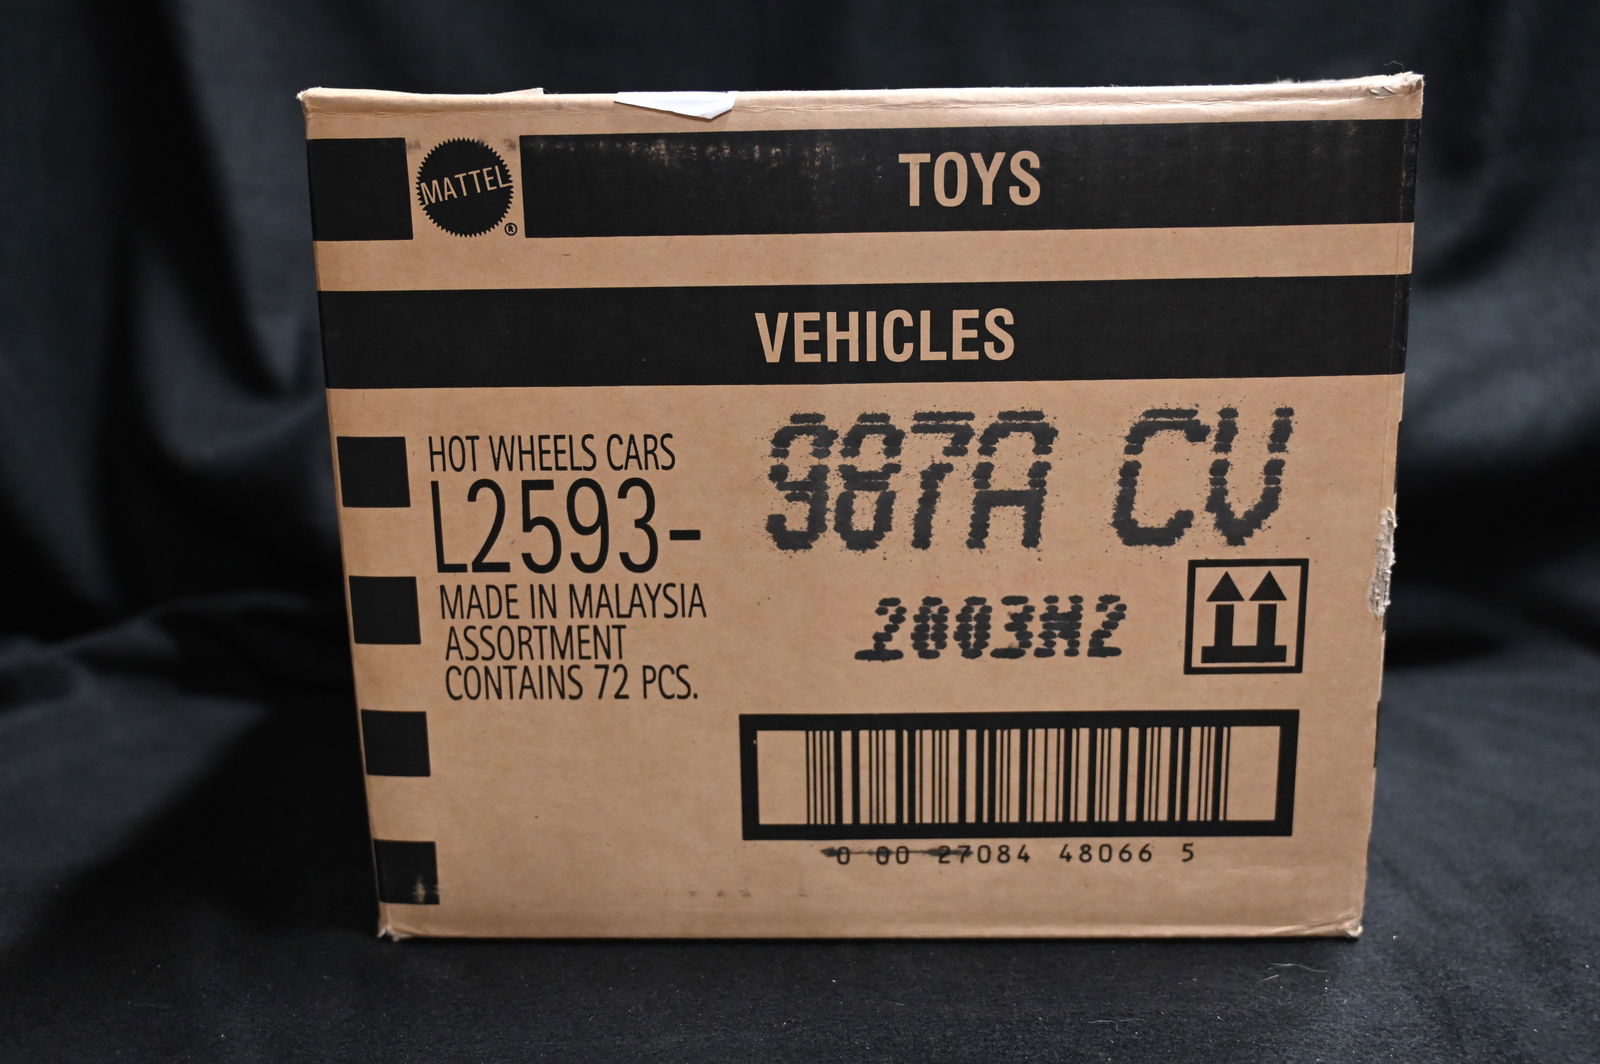 MATTEL
®
TOYS
VEHICLES
HOT WHEELS CARS
L2593-
MADE IN MALAYSIA
ASSORTMENT
CONTAINS 72 PCS.
987A CV
2003H2
0 00 27084 48066 5